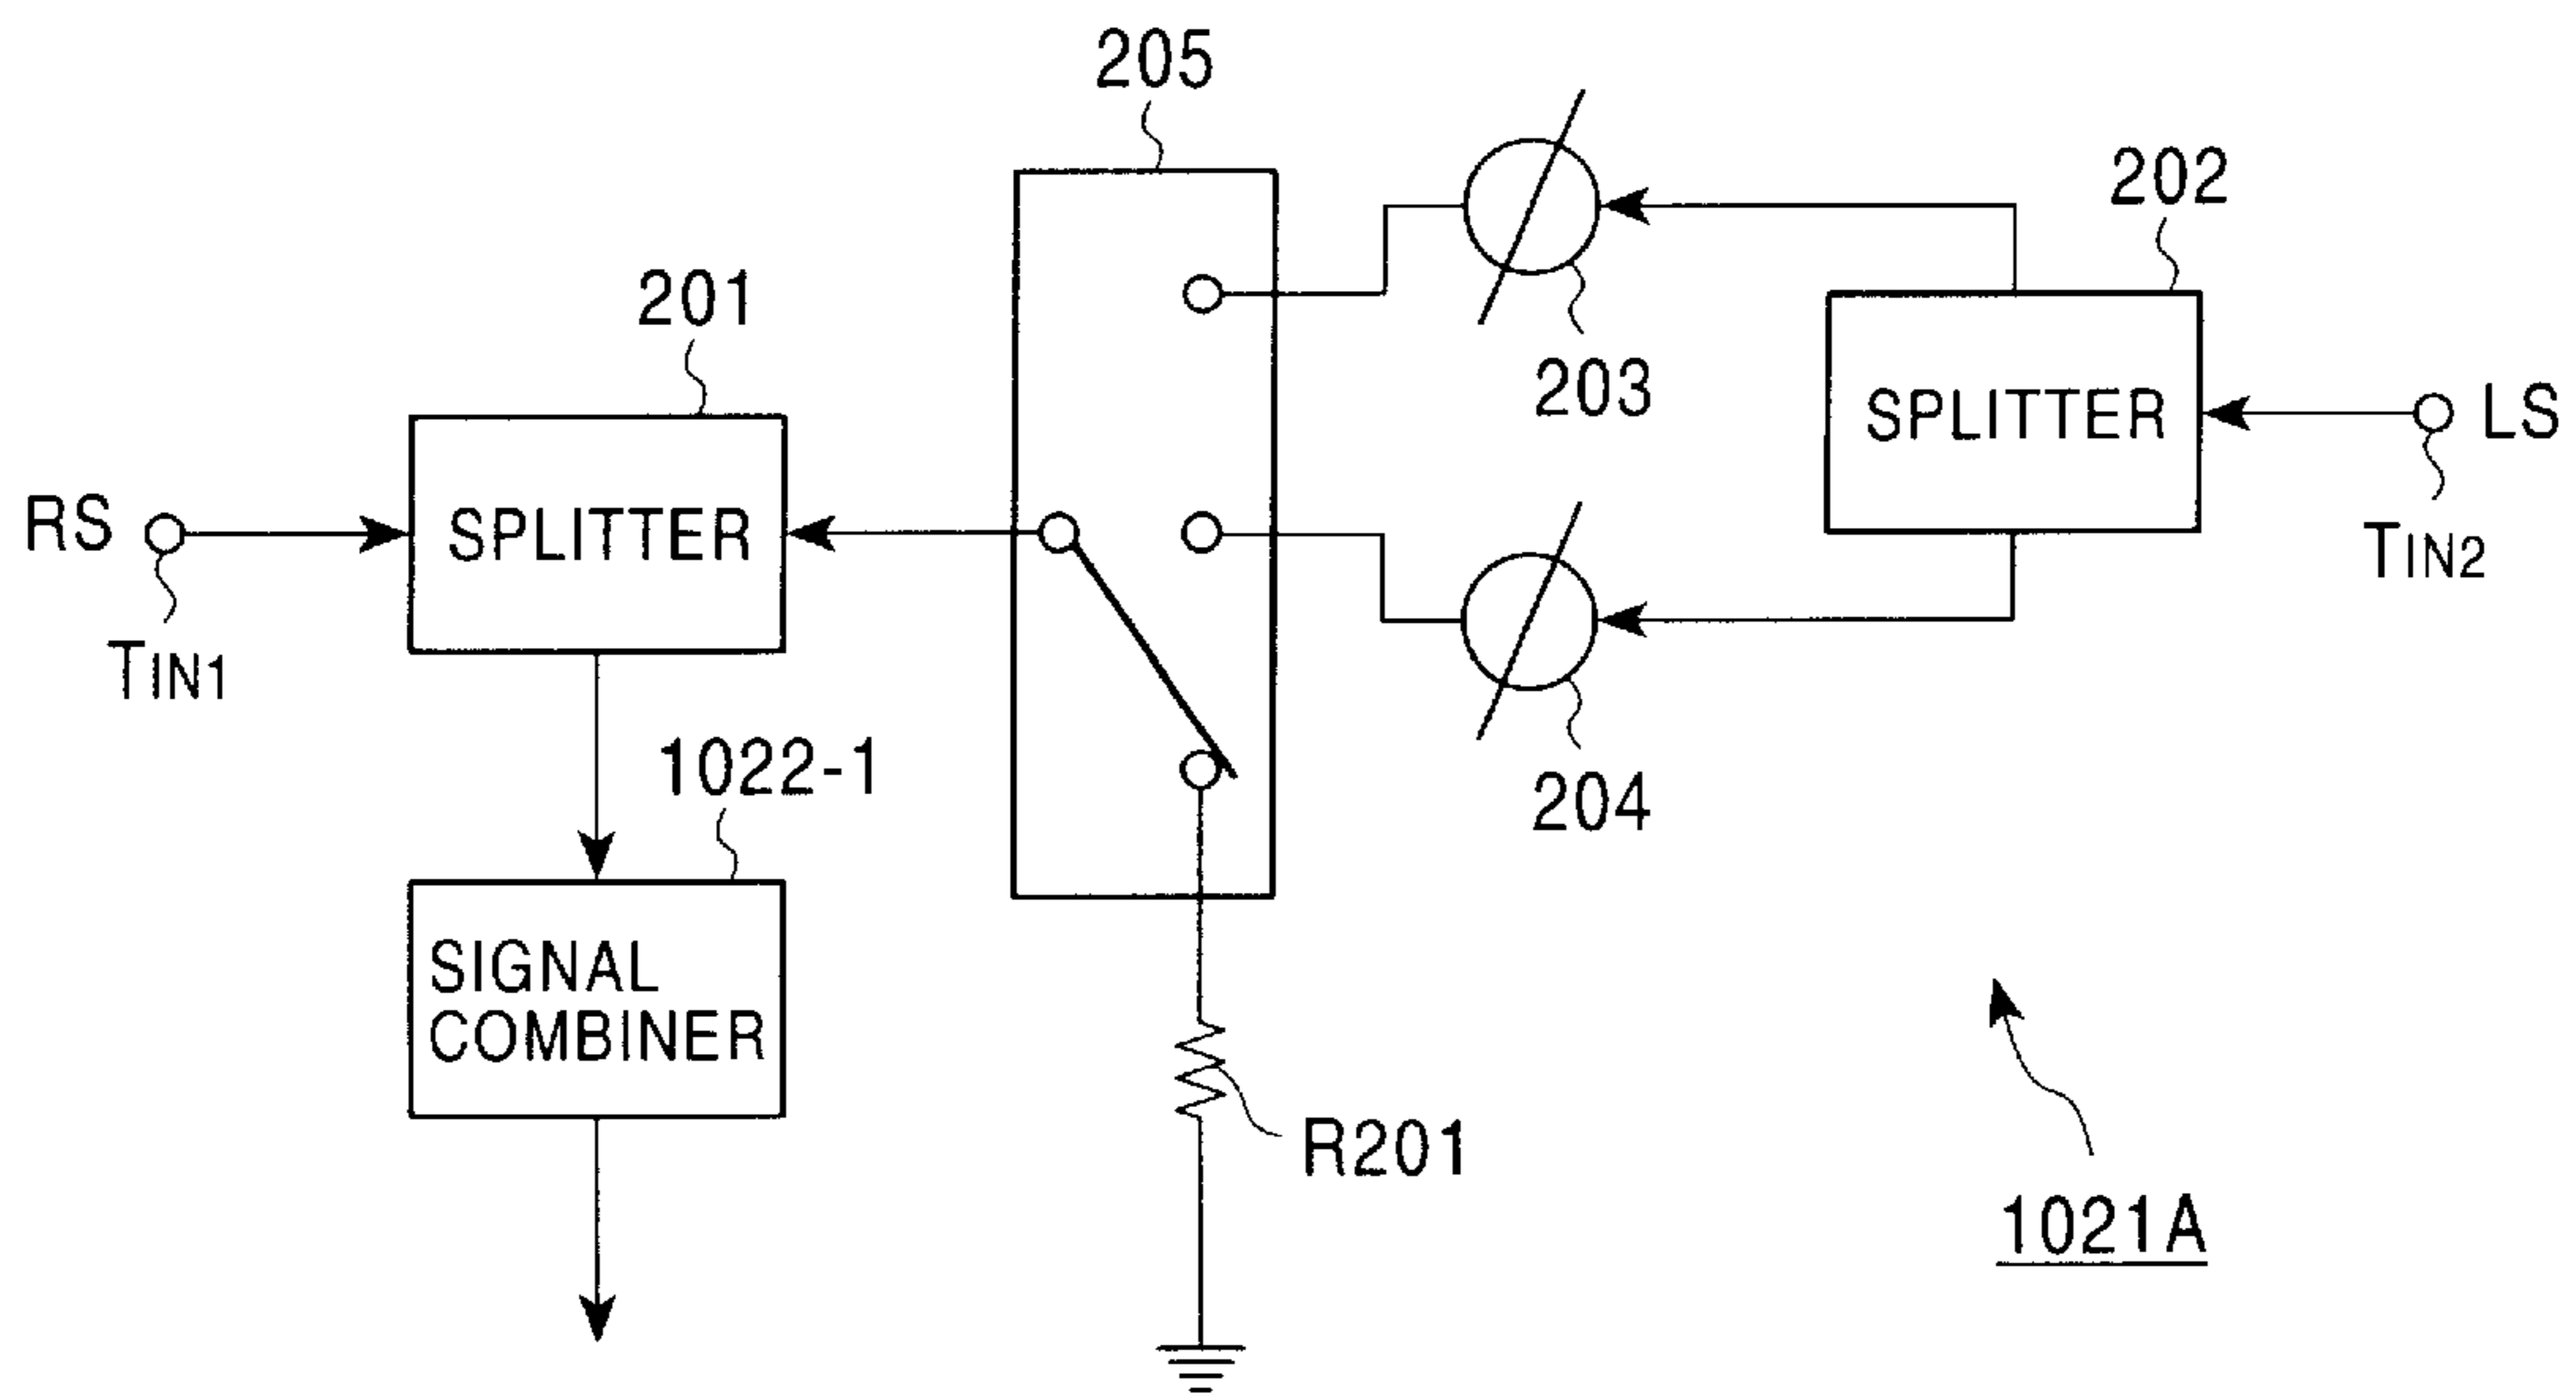 205
202
201
203
SPLITTER
LS
TIN2
RS
SPLITTER
TIN1
204
1022-1
SIGNAL
COMBINER
R201
1021A